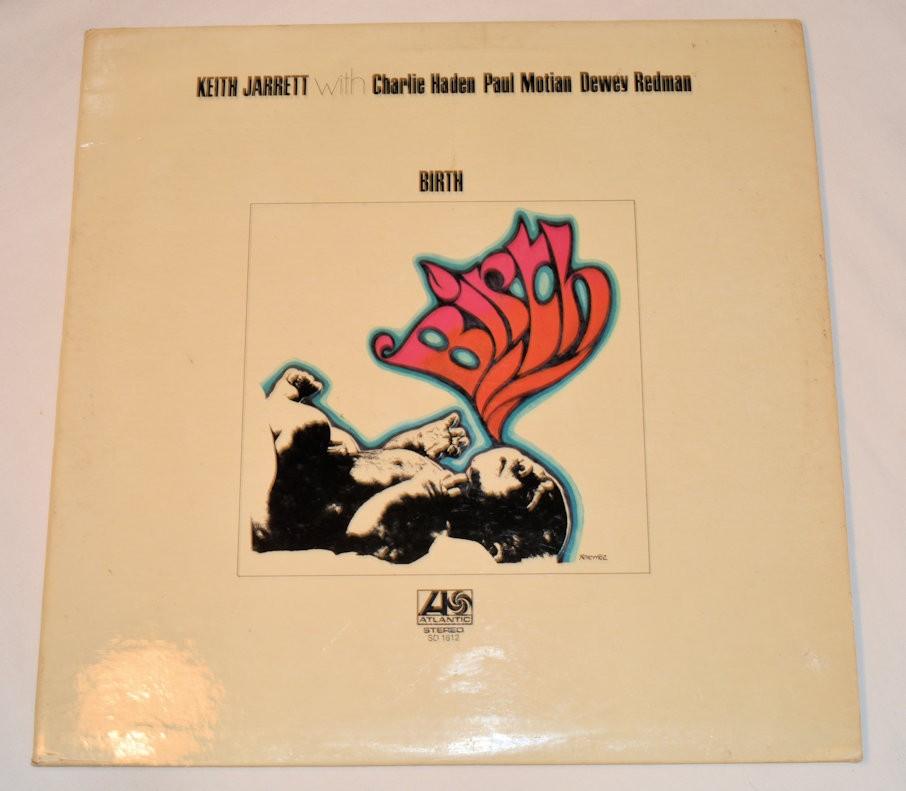 KEITH JARRETT with Charlie Haden Paul Motian Dewey Redman
BIRTH
Birth
ATLANTIC
STEREO
SD 1612